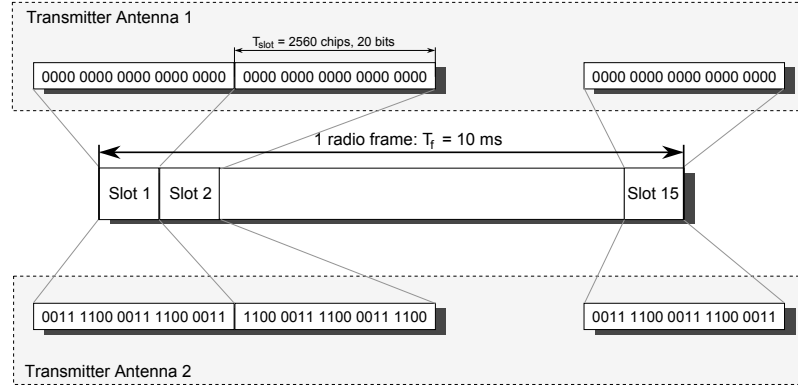 Transmitter Antenna 1
Tslot = 2560 chips, 20 bits
0000 0000 0000 0000 0000 0000 0000 0000 0000 0000 0000 0000 0000 0000 0000
1 radio frame: Tf = 10 ms
Slot 1 Slot 2 Slot 15
0011 1100 0011 1100 0011 1100 0011 1100 0011 1100 0011 1100 0011 1100 0011
Transmitter Antenna 2